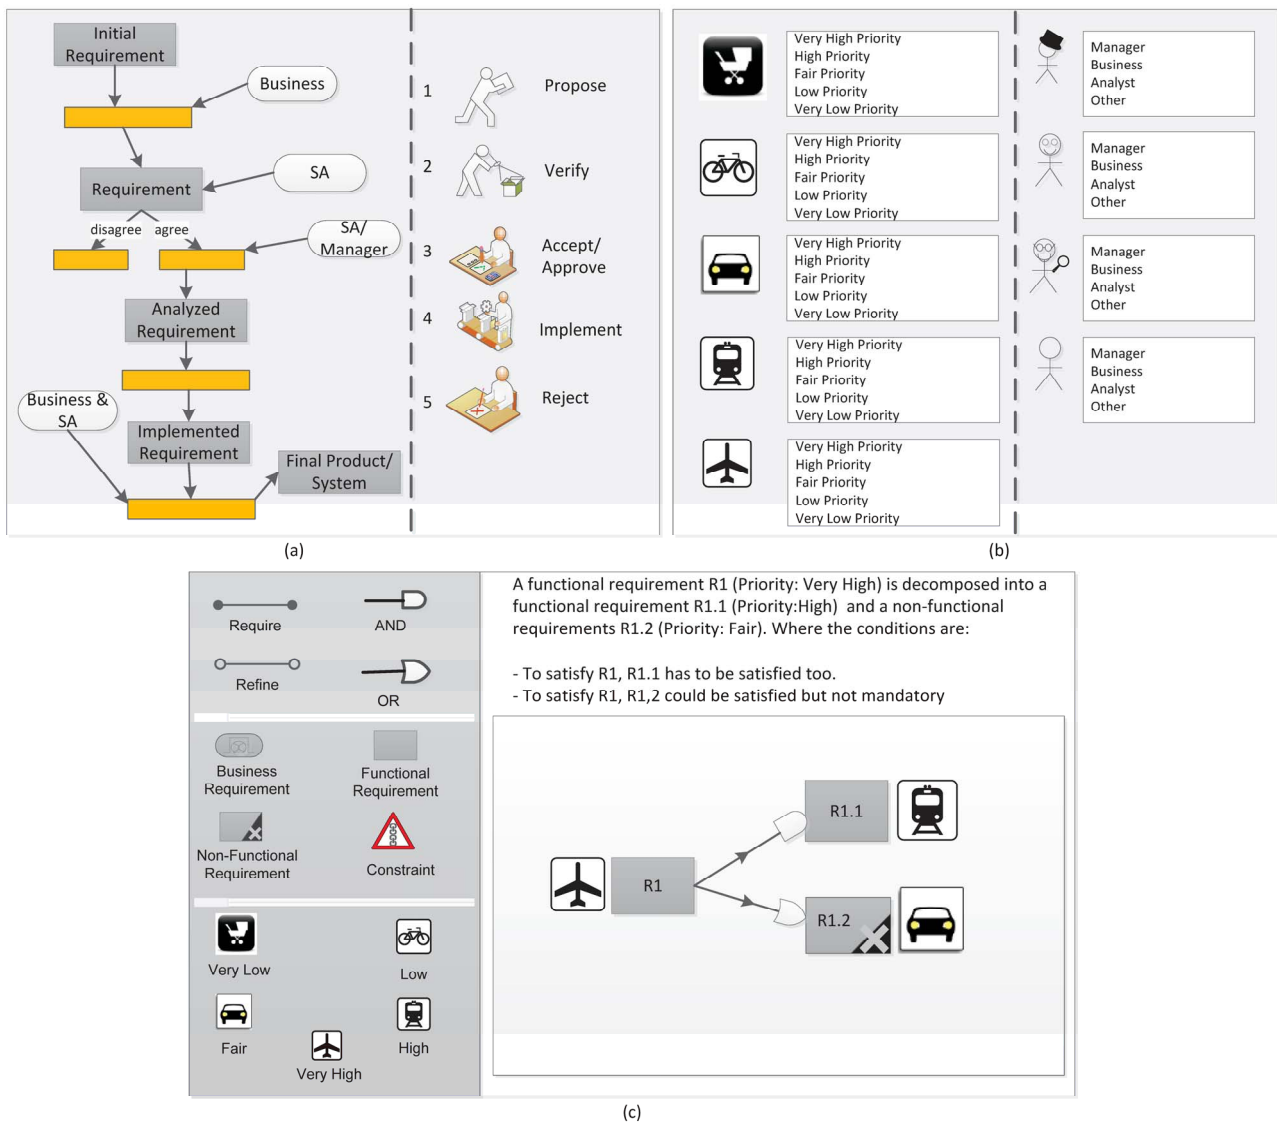 Initial
Requirement
Business
Requirement
SA
disagree
agree
SA/
Manager
Analyzed
Requirement
Business &
SA
Implemented
Requirement
Final Product/
System
1
Propose
2
Verify
3
Accept/
Approve
4
Implement
5
Reject
(a)
Very High Priority
High Priority
Fair Priority
Low Priority
Very Low Priority
Very High Priority
High Priority
Fair Priority
Low Priority
Very Low Priority
Very High Priority
High Priority
Fair Priority
Low Priority
Very Low Priority
Very High Priority
High Priority
Fair Priority
Low Priority
Very Low Priority
Very High Priority
High Priority
Fair Priority
Low Priority
Very Low Priority
Manager
Business
Analyst
Other
Manager
Business
Analyst
Other
Manager
Business
Analyst
Other
Manager
Business
Analyst
Other
(b)
Require
AND
Refine
OR
Business
Requirement
Functional
Requirement
Non-Functional
Requirement
Constraint
Very Low
Low
Fair
High
Very High
A functional requirement R1 (Priority: Very High) is decomposed into a
functional requirement R1.1 (Priority:High) and a non-functional
requirements R1.2 (Priority: Fair). Where the conditions are:
- To satisfy R1, R1.1 has to be satisfied too.
- To satisfy R1, R1,2 could be satisfied but not mandatory
R1.1
R1
R1.2
(c)